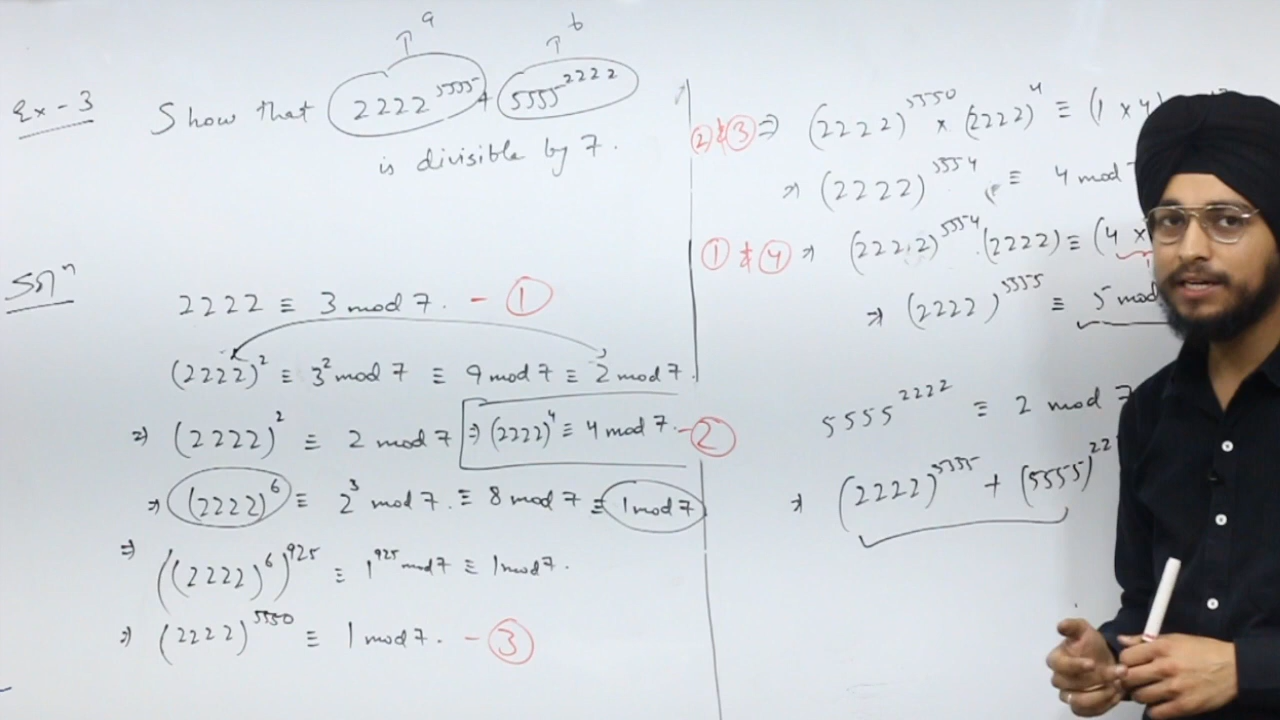 a b
Ex - 3 Show that 2222^5555 + 5555^2222
is divisible by 7.
Solⁿ
2222 ≡ 3 mod 7. - ①
(2222)^2 ≡ 3^2 mod 7 ≡ 9 mod 7 ≡ 2 mod 7.
⇒ (2222)^2 ≡ 2 mod 7 ⇒ (2222)^4 ≡ 4 mod 7. - ②
⇒ (2222)^6 ≡ 2^3 mod 7. ≡ 8 mod 7 ≡ 1 mod 7
⇒ ((2222)^6)^925 ≡ 1^925 mod 7 ≡ 1 mod 7.
⇒ (2222)^5550 ≡ 1 mod 7. - ③
② & ③ ⇒ (2222)^5550 × (2222)^4 ≡ (1 × 4)
⇒ (2222)^5554 ≡ 4 mod 7
① & ④ ⇒ (2222)^5554 . (2222) ≡ (4 ×
⇒ (2222)^5555 ≡ 5 mod
5555^2222 ≡ 2 mod 7
⇒ (2222)^5555 + (5555)^22